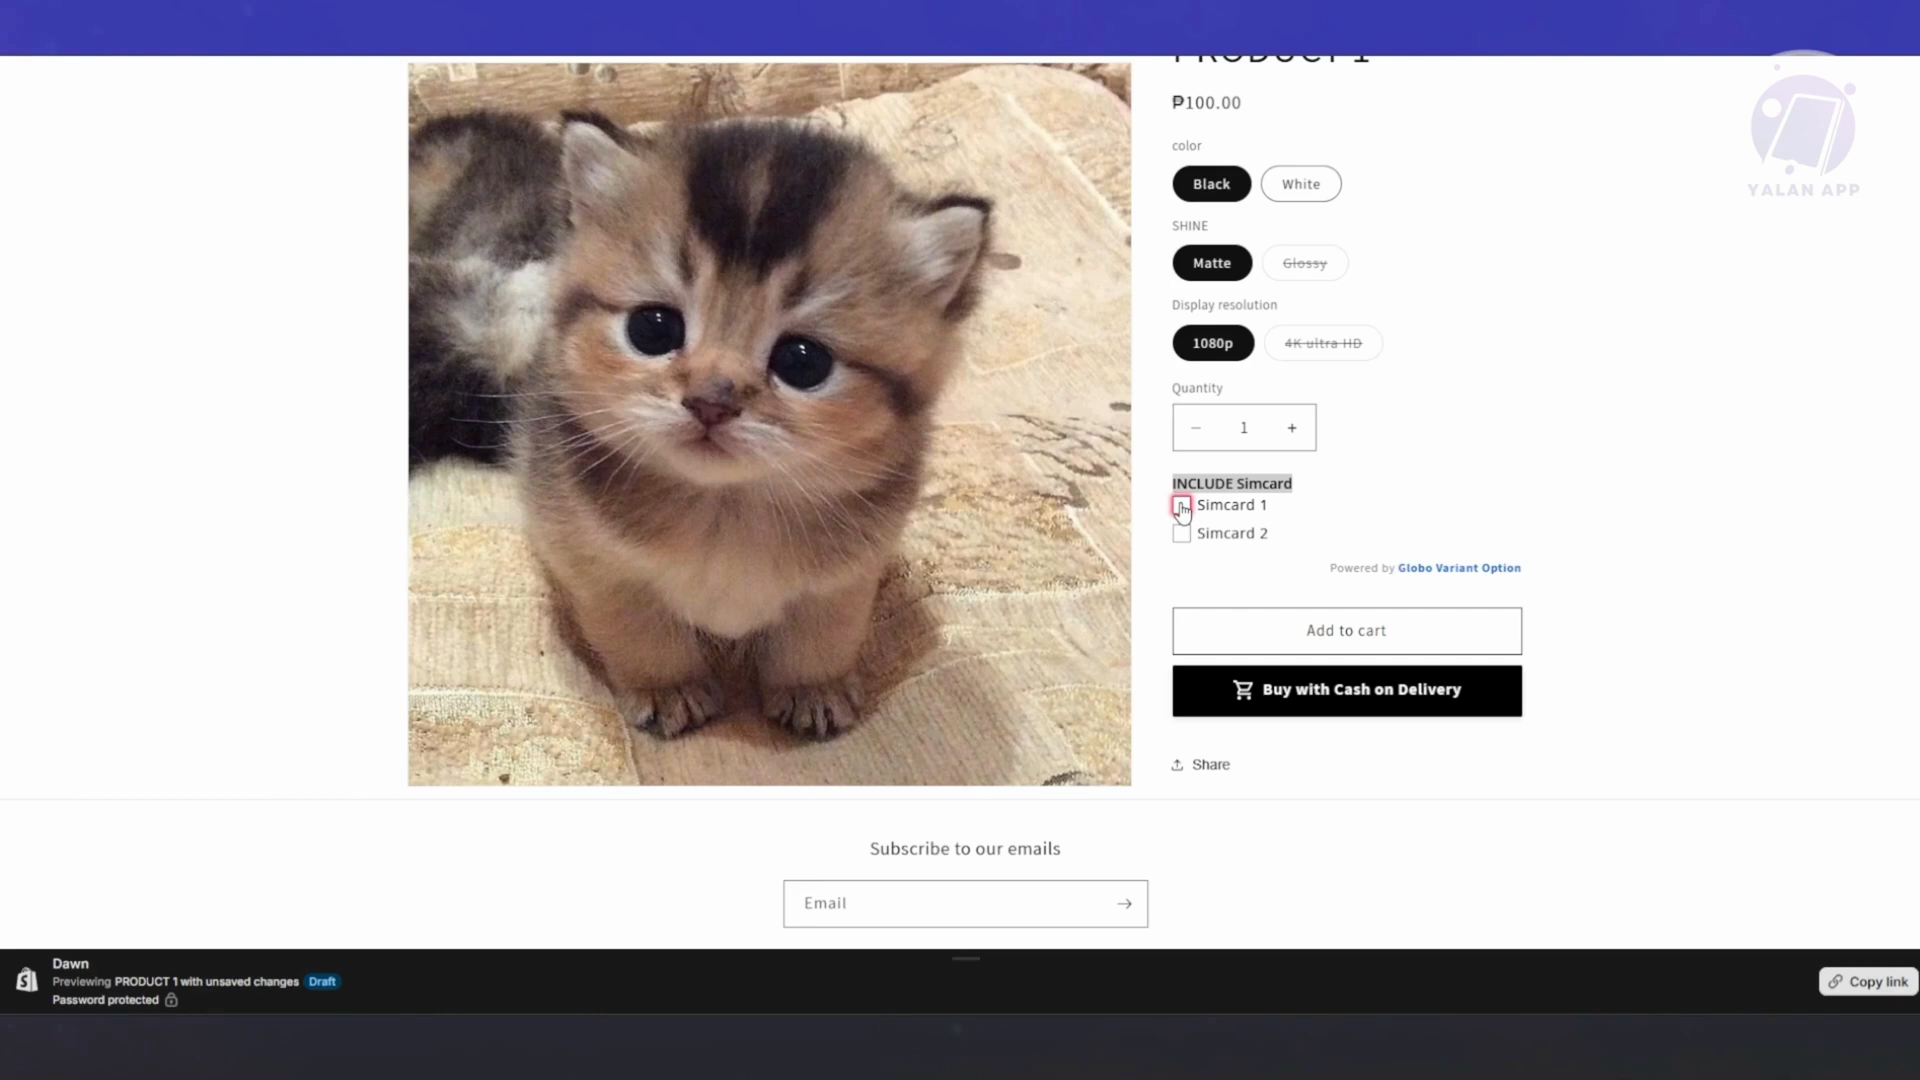 PRODUCT 1
₱100.00
YALAN APP
color
Black
White
SHINE
Matte
Glossy
Display resolution
1080p
4K ultra HD
Quantity
1
INCLUDE Simcard
Simcard 1
Simcard 2
Powered by Globo Variant Option
Add to cart
Buy with Cash on Delivery
Share
Subscribe to our emails
Email
Dawn
Previewing PRODUCT 1 with unsaved changes Draft
Password protected
Copy link